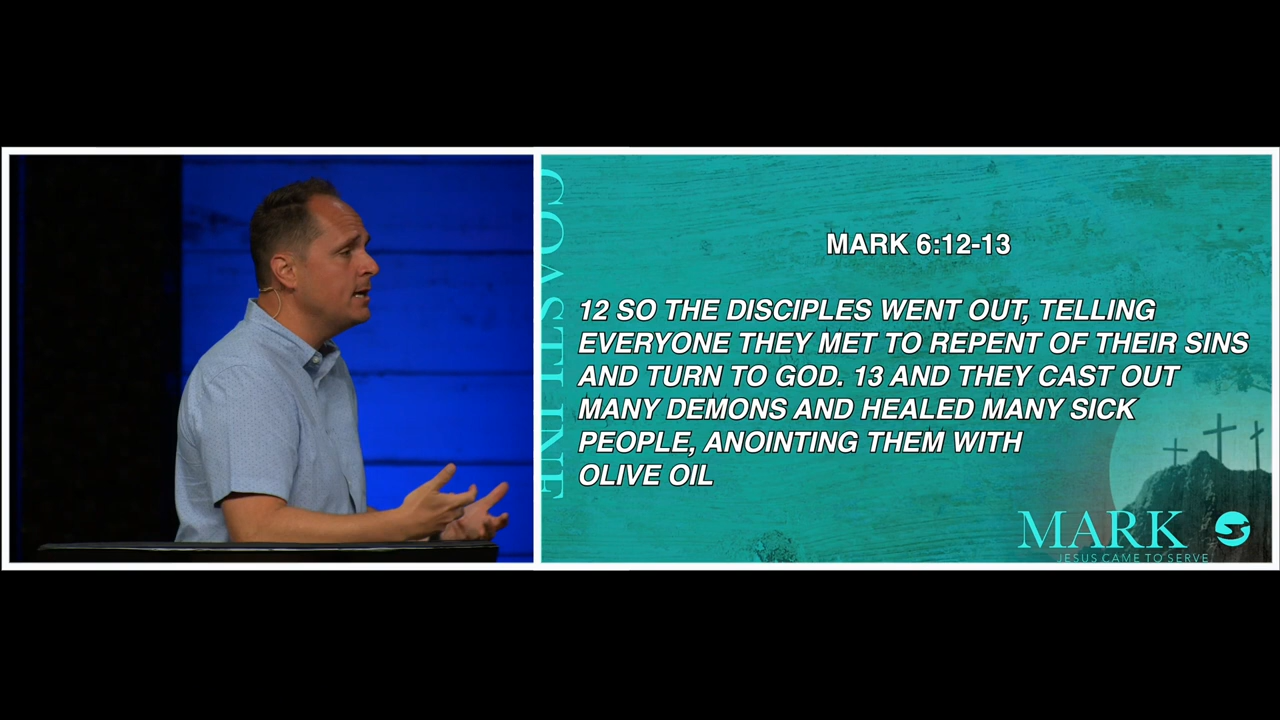 COASTLINE
MARK 6:12-13
12 SO THE DISCIPLES WENT OUT, TELLING
EVERYONE THEY MET TO REPENT OF THEIR SINS
AND TURN TO GOD. 13 AND THEY CAST OUT
MANY DEMONS AND HEALED MANY SICK
PEOPLE, ANOINTING THEM WITH
OLIVE OIL
MARK
JESUS CAME TO SERVE